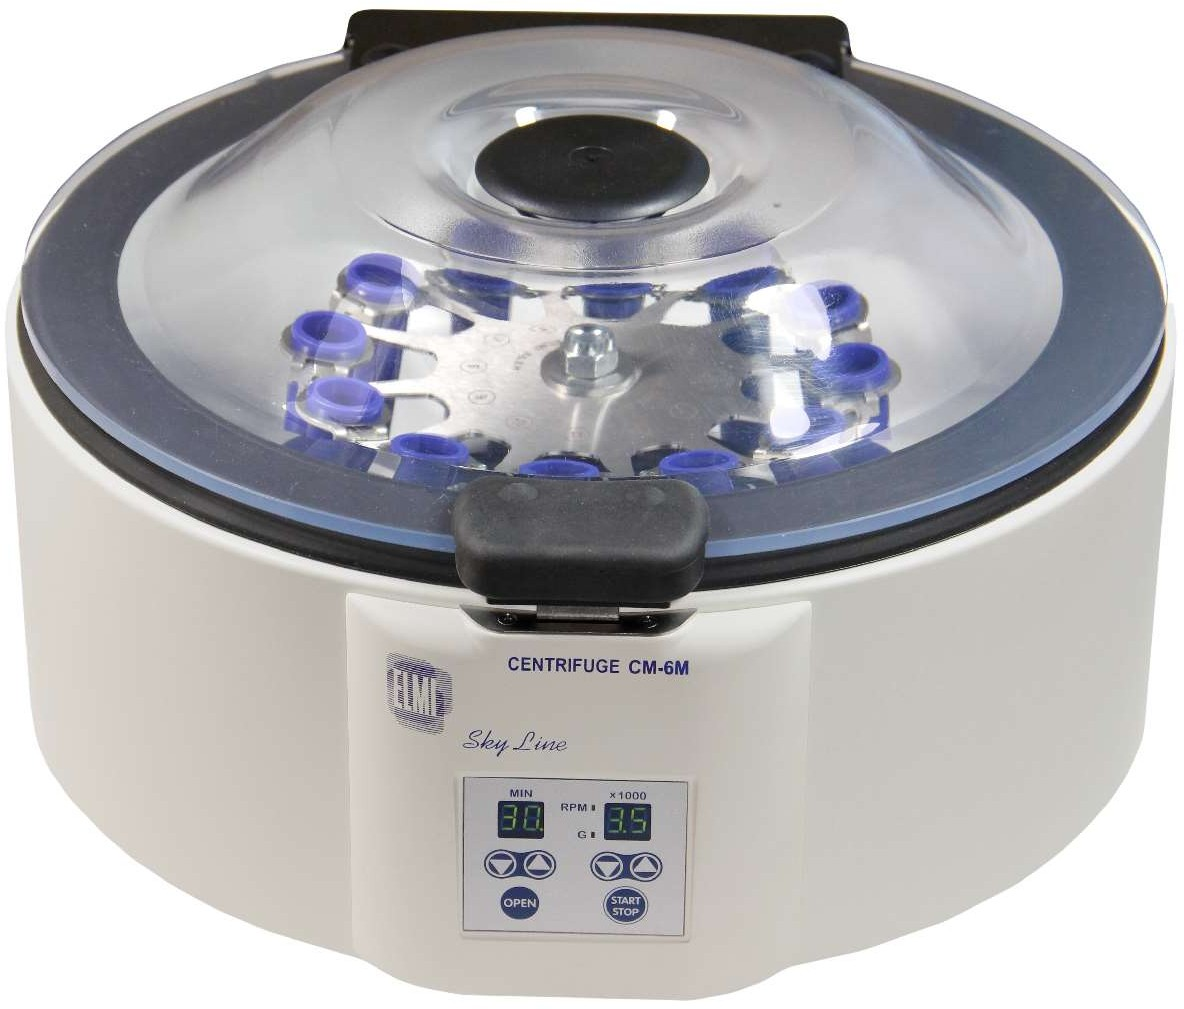 CENTRIFUGE CM-6M
ELMI
Sky Line
MIN
×1000
RPM
30.
3.5
G
OPEN
START
STOP